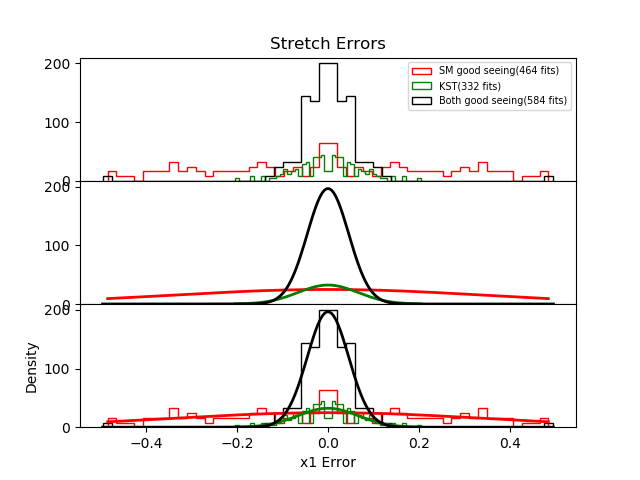 Stretch Errors
SM good seeing(464 fits)
KST(332 fits)
Both good seeing(584 fits)
200
100
0
200
100
0
200
100
0
Density
−0.4 −0.2 0.0 0.2 0.4
x1 Error